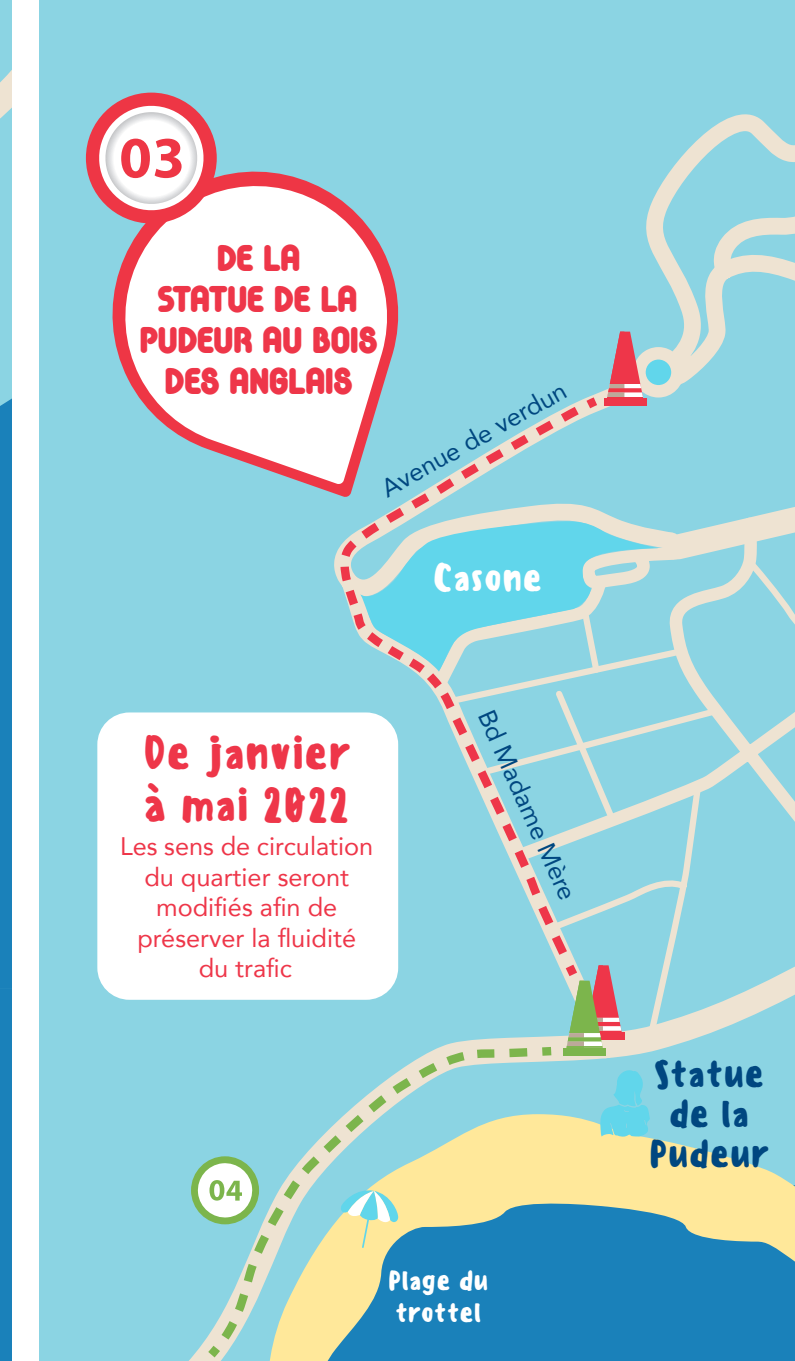 03
DE LA
STATUE DE LA
PUDEUR AU BOIS
DES ANGLAIS
Avenue de verdun
Casone
De janvier
à mai 2022
Les sens de circulation
du quartier seront
modifiés afin de
préserver la fluidité
du trafic
Bd Madame Mère
Statue
de la
Pudeur
04
Plage du
trottel